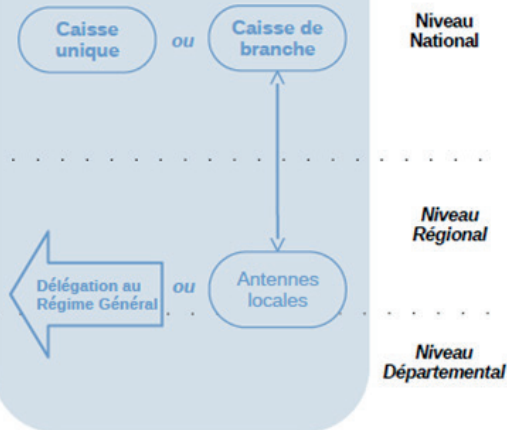 Caisse
unique
ou
Caisse de
branche
Niveau
National
Niveau
Régional
Délégation au
Régime Général
ou
Antennes
locales
Niveau
Départemental